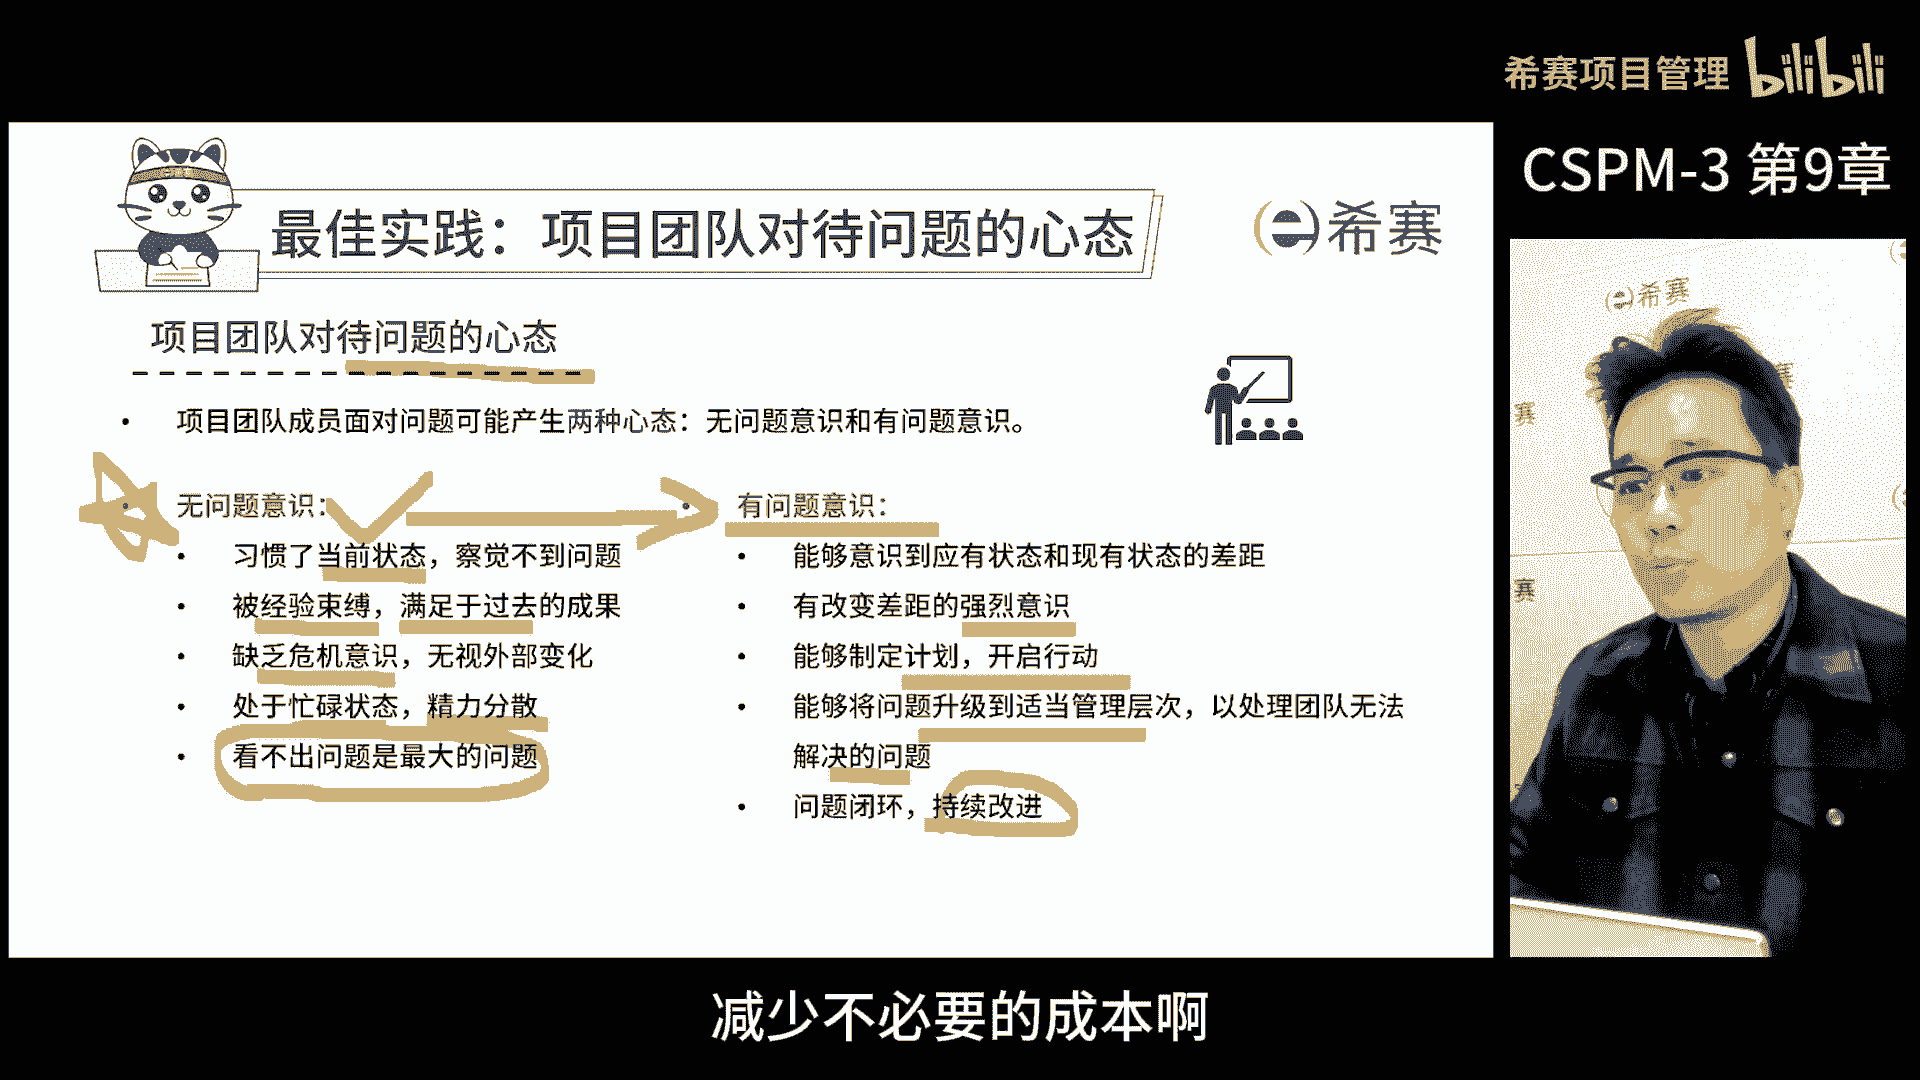 希赛项目管理 bilibili
CSPM-3 第9章
最佳实践：项目团队对待问题的心态
希赛
项目团队对待问题的心态
• 项目团队成员面对问题可能产生两种心态：无问题意识和有问题意识。
• 无问题意识：
• 习惯了当前状态，察觉不到问题
• 被经验束缚，满足于过去的成果
• 缺乏危机意识，无视外部变化
• 处于忙碌状态，精力分散
• 看不出问题是最大的问题
• 有问题意识：
• 能够意识到应有状态和现有状态的差距
• 有改变差距的强烈意识
• 能够制定计划，开启行动
• 能够将问题升级到适当管理层次，以处理团队无法
解决的问题
• 问题闭环，持续改进
希赛
赛
赛
赛
减少不必要的成本啊